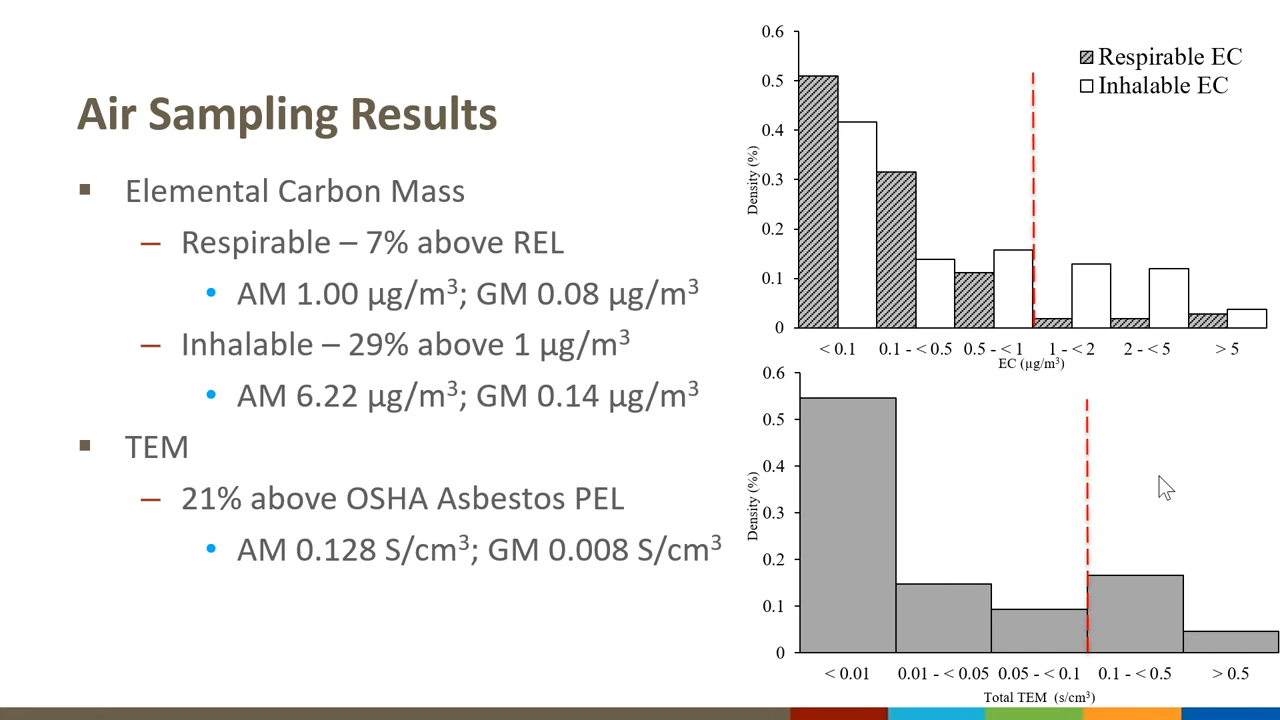 Air Sampling Results
▪ Elemental Carbon Mass
– Respirable – 7% above REL
• AM 1.00 µg/m³; GM 0.08 µg/m³
– Inhalable – 29% above 1 µg/m³
• AM 6.22 µg/m³; GM 0.14 µg/m³
▪ TEM
– 21% above OSHA Asbestos PEL
• AM 0.128 S/cm³; GM 0.008 S/cm³
Respirable EC
Inhalable EC
Density (%)
0.6
0.5
0.4
0.3
0.2
0.1
0
< 0.1 0.1 - < 0.5 0.5 - < 1 1 - < 2 2 - < 5 > 5
EC (µg/m³)
Density (%)
0.6
0.5
0.4
0.3
0.2
0.1
0
< 0.01 0.01 - < 0.05 0.05 - < 0.1 0.1 - < 0.5 > 0.5
Total TEM (s/cm³)